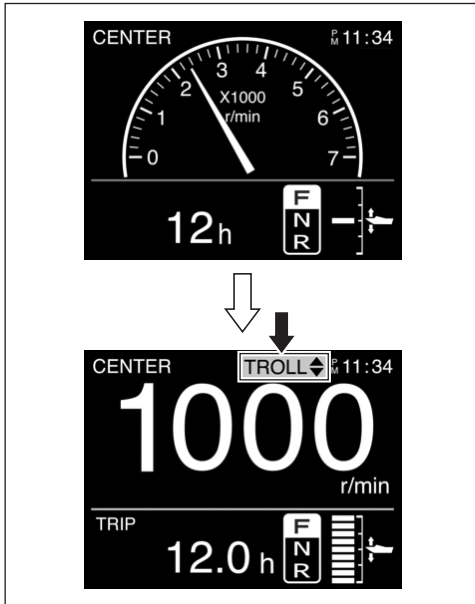 CENTER
PM 11:34
0 1 2 3 4 5 6 7
X1000
r/min
12h
F
N
R
CENTER
TROLL
PM 11:34
1000
r/min
TRIP
12.0 h
F
N
R